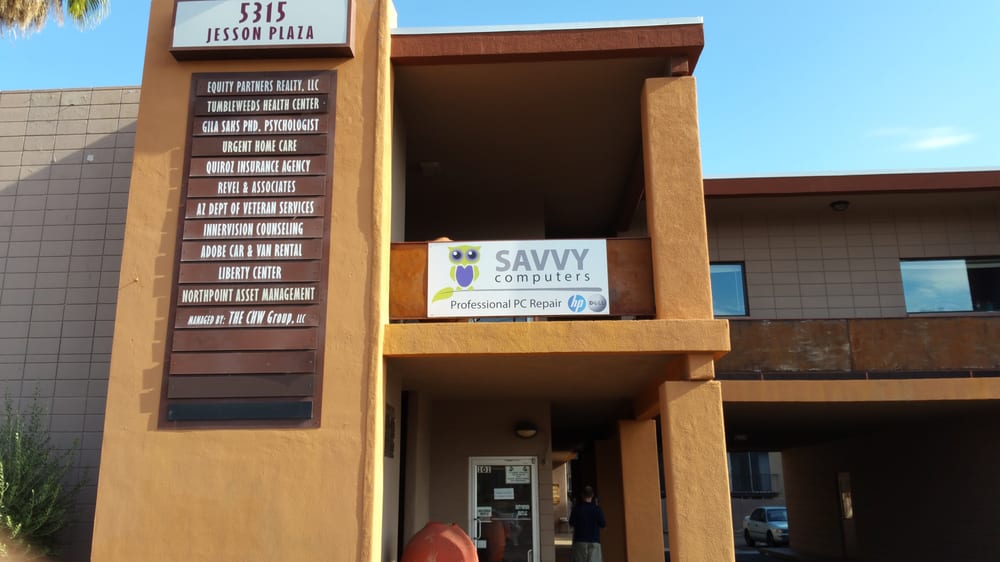 5315
JESSON PLAZA
EQUITY PARTNERS REALTY, LLC
TUMBLEWEEDS HEALTH CENTER
GILA SAKS PHD. PSYCHOLOGIST
URGENT HOME CARE
QUIROZ INSURANCE AGENCY
REVEL & ASSOCIATES
AZ DEPT OF VETERAN SERVICES
INNERVISION COUNSELING
ADOBE CAR & VAN RENTAL
LIBERTY CENTER
NORTHPOINT ASSET MANAGEMENT
MANAGED BY: THE CHW Group, LLC
SAVVY
computers
Professional PC Repair hp DELL
101